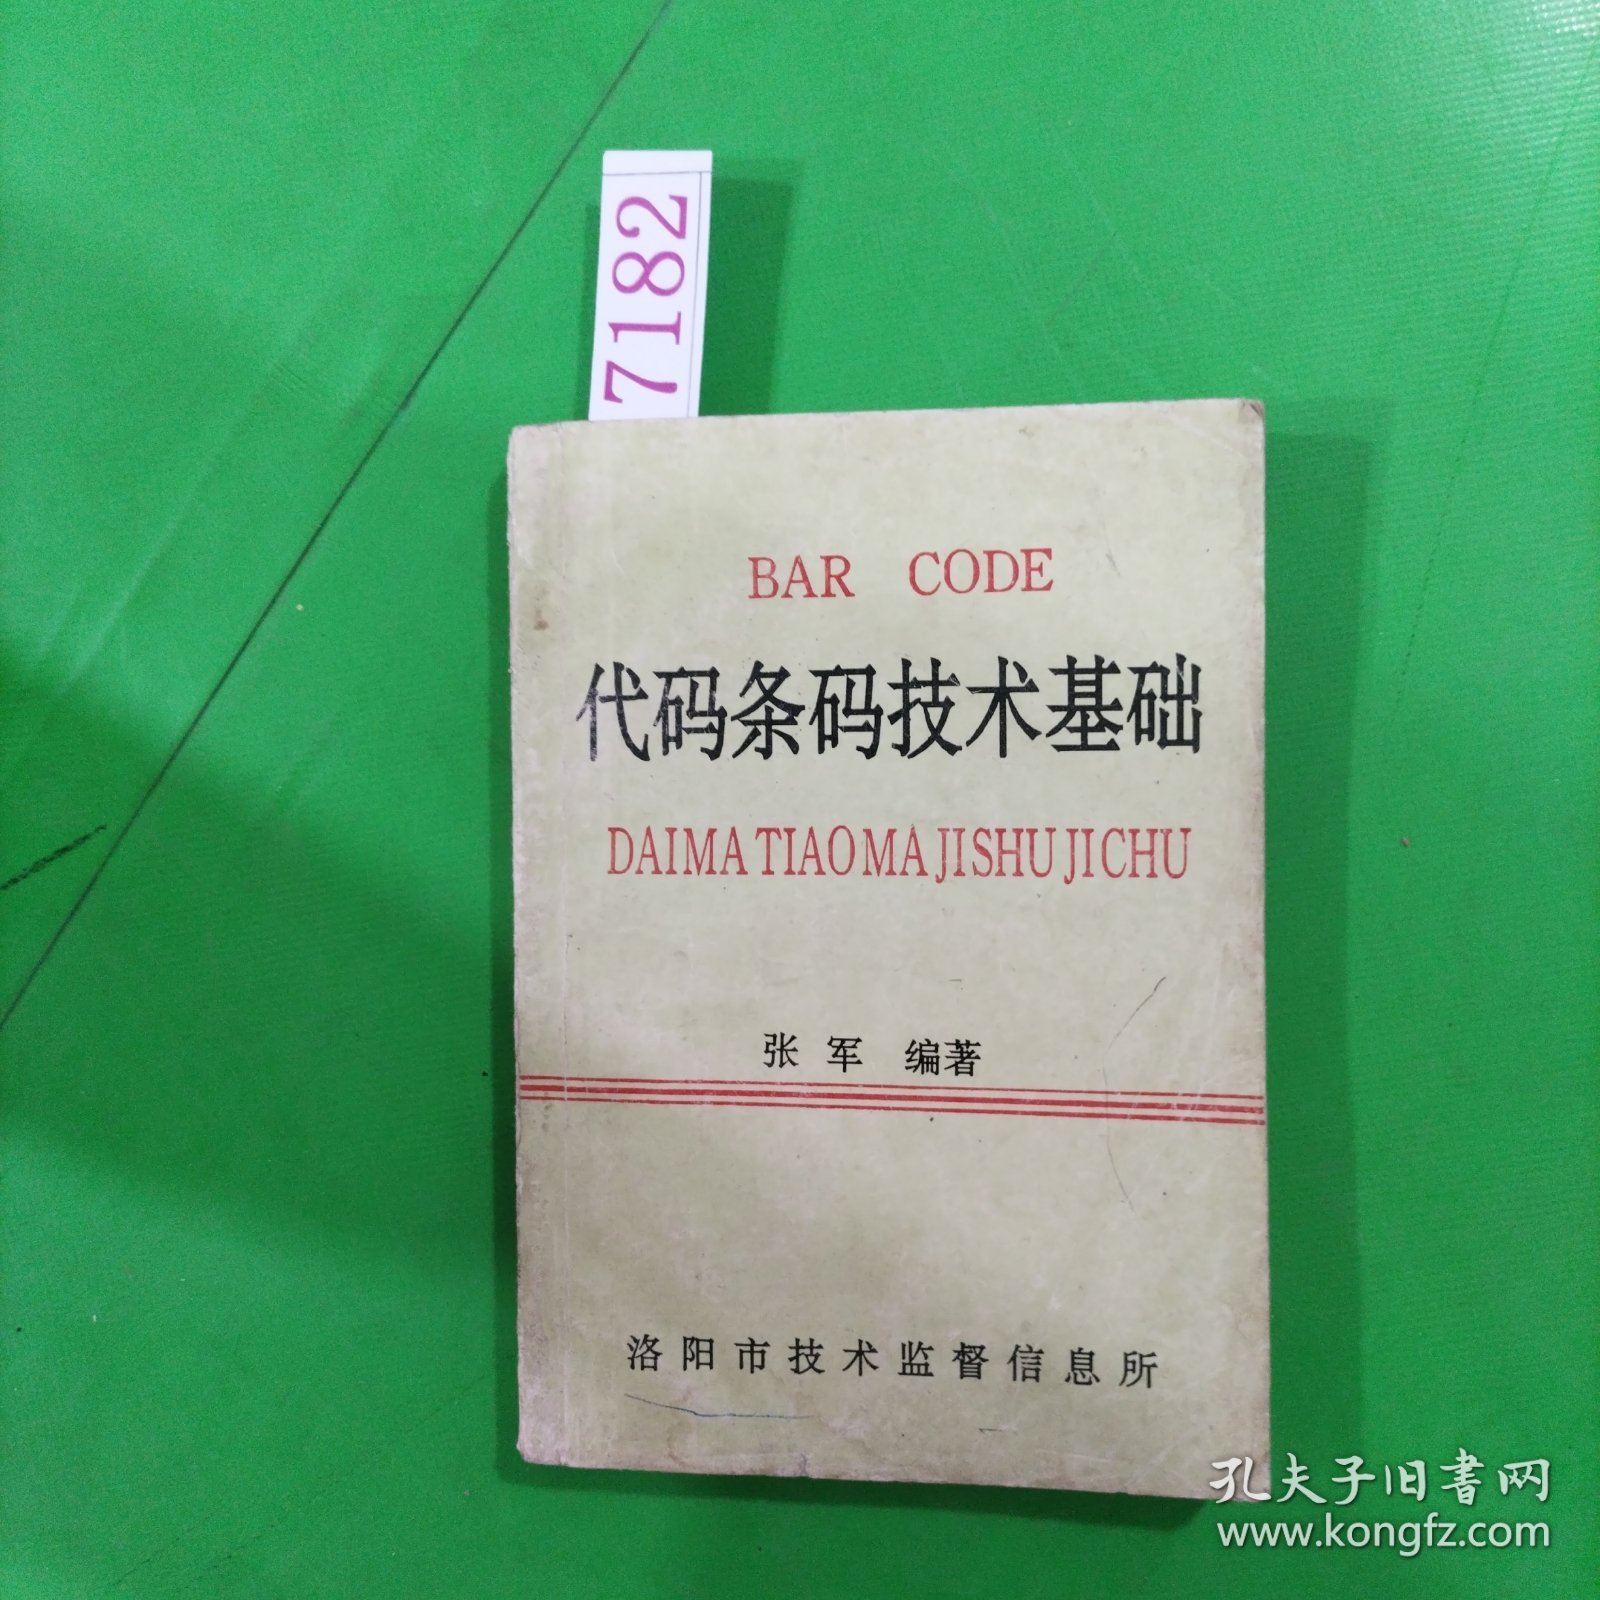 7182
BAR CODE
代码条码技术基础
DAIMA TIAOMA JISHU JICHU
张 军 编著
洛阳市技术监督信息所
孔夫子旧书网
www.kongfz.com